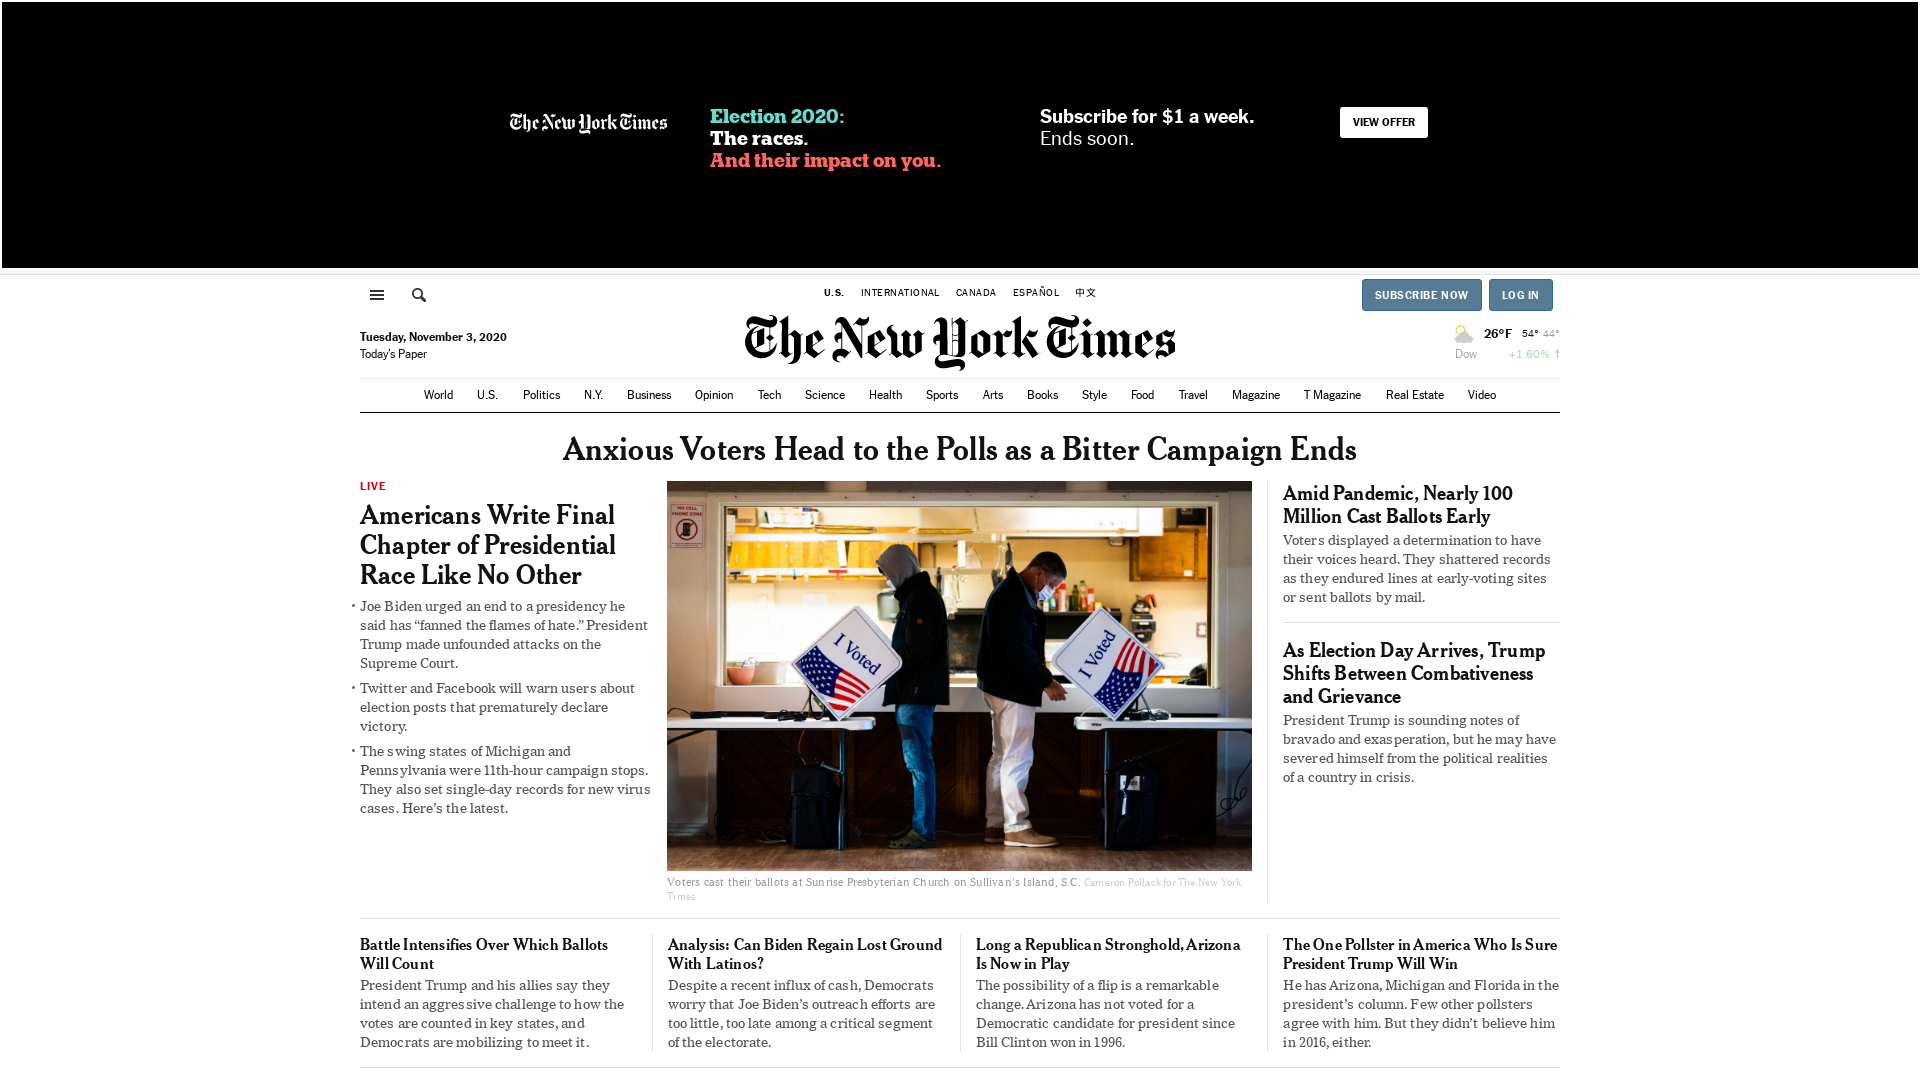 The New York Times
Election 2020:
The races.
And their impact on you.
Subscribe for $1 a week.
Ends soon.
VIEW OFFER
U.S. INTERNATIONAL CANADA ESPAÑOL 中文
SUBSCRIBE NOW LOG IN
Tuesday, November 3, 2020
Today's Paper
The New York Times
26°F 54° 44°
Dow +1.60% ↑
World U.S. Politics N.Y. Business Opinion Tech Science Health Sports Arts Books Style Food Travel Magazine T Magazine Real Estate Video
Anxious Voters Head to the Polls as a Bitter Campaign Ends
LIVE
Americans Write Final
Chapter of Presidential
Race Like No Other
• Joe Biden urged an end to a presidency he
said has “fanned the flames of hate.” President
Trump made unfounded attacks on the
Supreme Court.
• Twitter and Facebook will warn users about
election posts that prematurely declare
victory.
• The swing states of Michigan and
Pennsylvania were 11th-hour campaign stops.
They also set single-day records for new virus
cases. Here’s the latest.
NO CELL
PHONE ZONE
I Voted
I Voted
Voters cast their ballots at Sunrise Presbyterian Church on Sullivan’s Island, S.C. Cameron Pollack for The New York
Times
Amid Pandemic, Nearly 100
Million Cast Ballots Early
Voters displayed a determination to have
their voices heard. They shattered records
as they endured lines at early-voting sites
or sent ballots by mail.
As Election Day Arrives, Trump
Shifts Between Combativeness
and Grievance
President Trump is sounding notes of
bravado and exasperation, but he may have
severed himself from the political realities
of a country in crisis.
Battle Intensifies Over Which Ballots
Will Count
President Trump and his allies say they
intend an aggressive challenge to how the
votes are counted in key states, and
Democrats are mobilizing to meet it.
Analysis: Can Biden Regain Lost Ground
With Latinos?
Despite a recent influx of cash, Democrats
worry that Joe Biden’s outreach efforts are
too little, too late among a critical segment
of the electorate.
Long a Republican Stronghold, Arizona
Is Now in Play
The possibility of a flip is a remarkable
change. Arizona has not voted for a
Democratic candidate for president since
Bill Clinton won in 1996.
The One Pollster in America Who Is Sure
President Trump Will Win
He has Arizona, Michigan and Florida in the
president’s column. Few other pollsters
agree with him. But they didn’t believe him
in 2016, either.